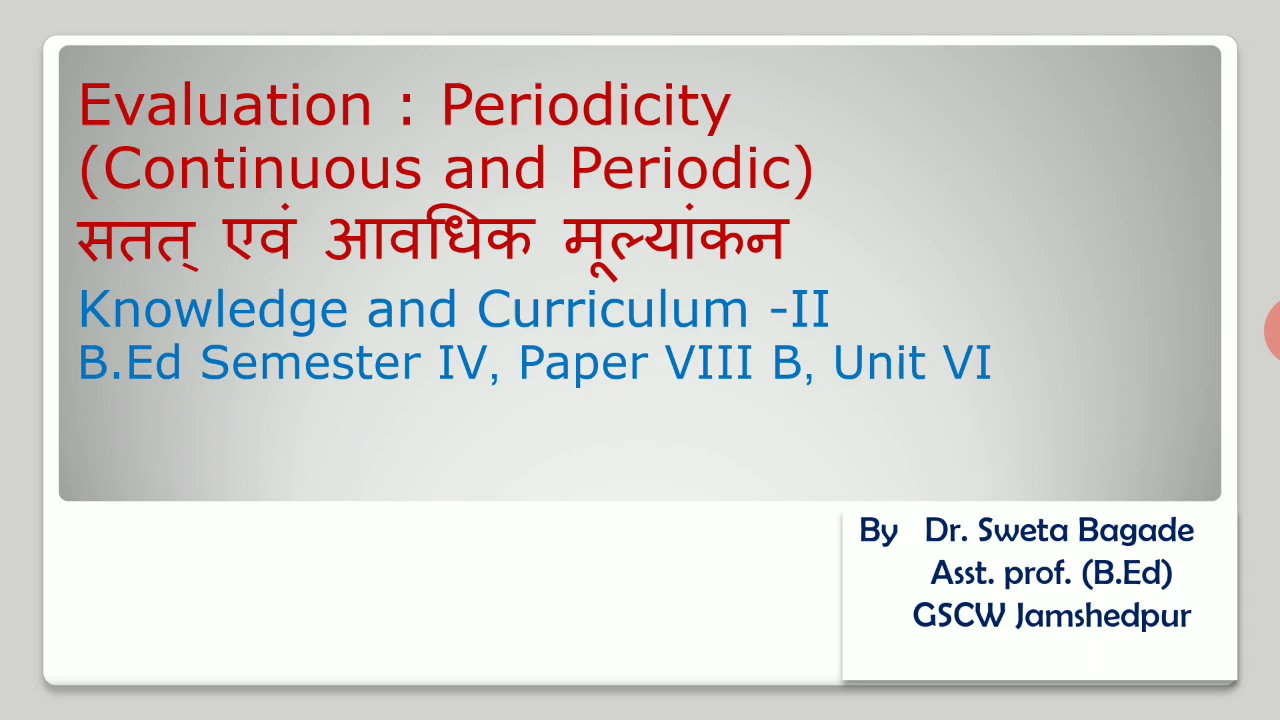 Evaluation : Periodicity
(Continuous and Periodic)
सतत् एवं आवधिक मूल्यांकन
Knowledge and Curriculum -II
B.Ed Semester IV, Paper VIII B, Unit VI
By Dr. Sweta Bagade
Asst. prof. (B.Ed)
GSCW Jamshedpur